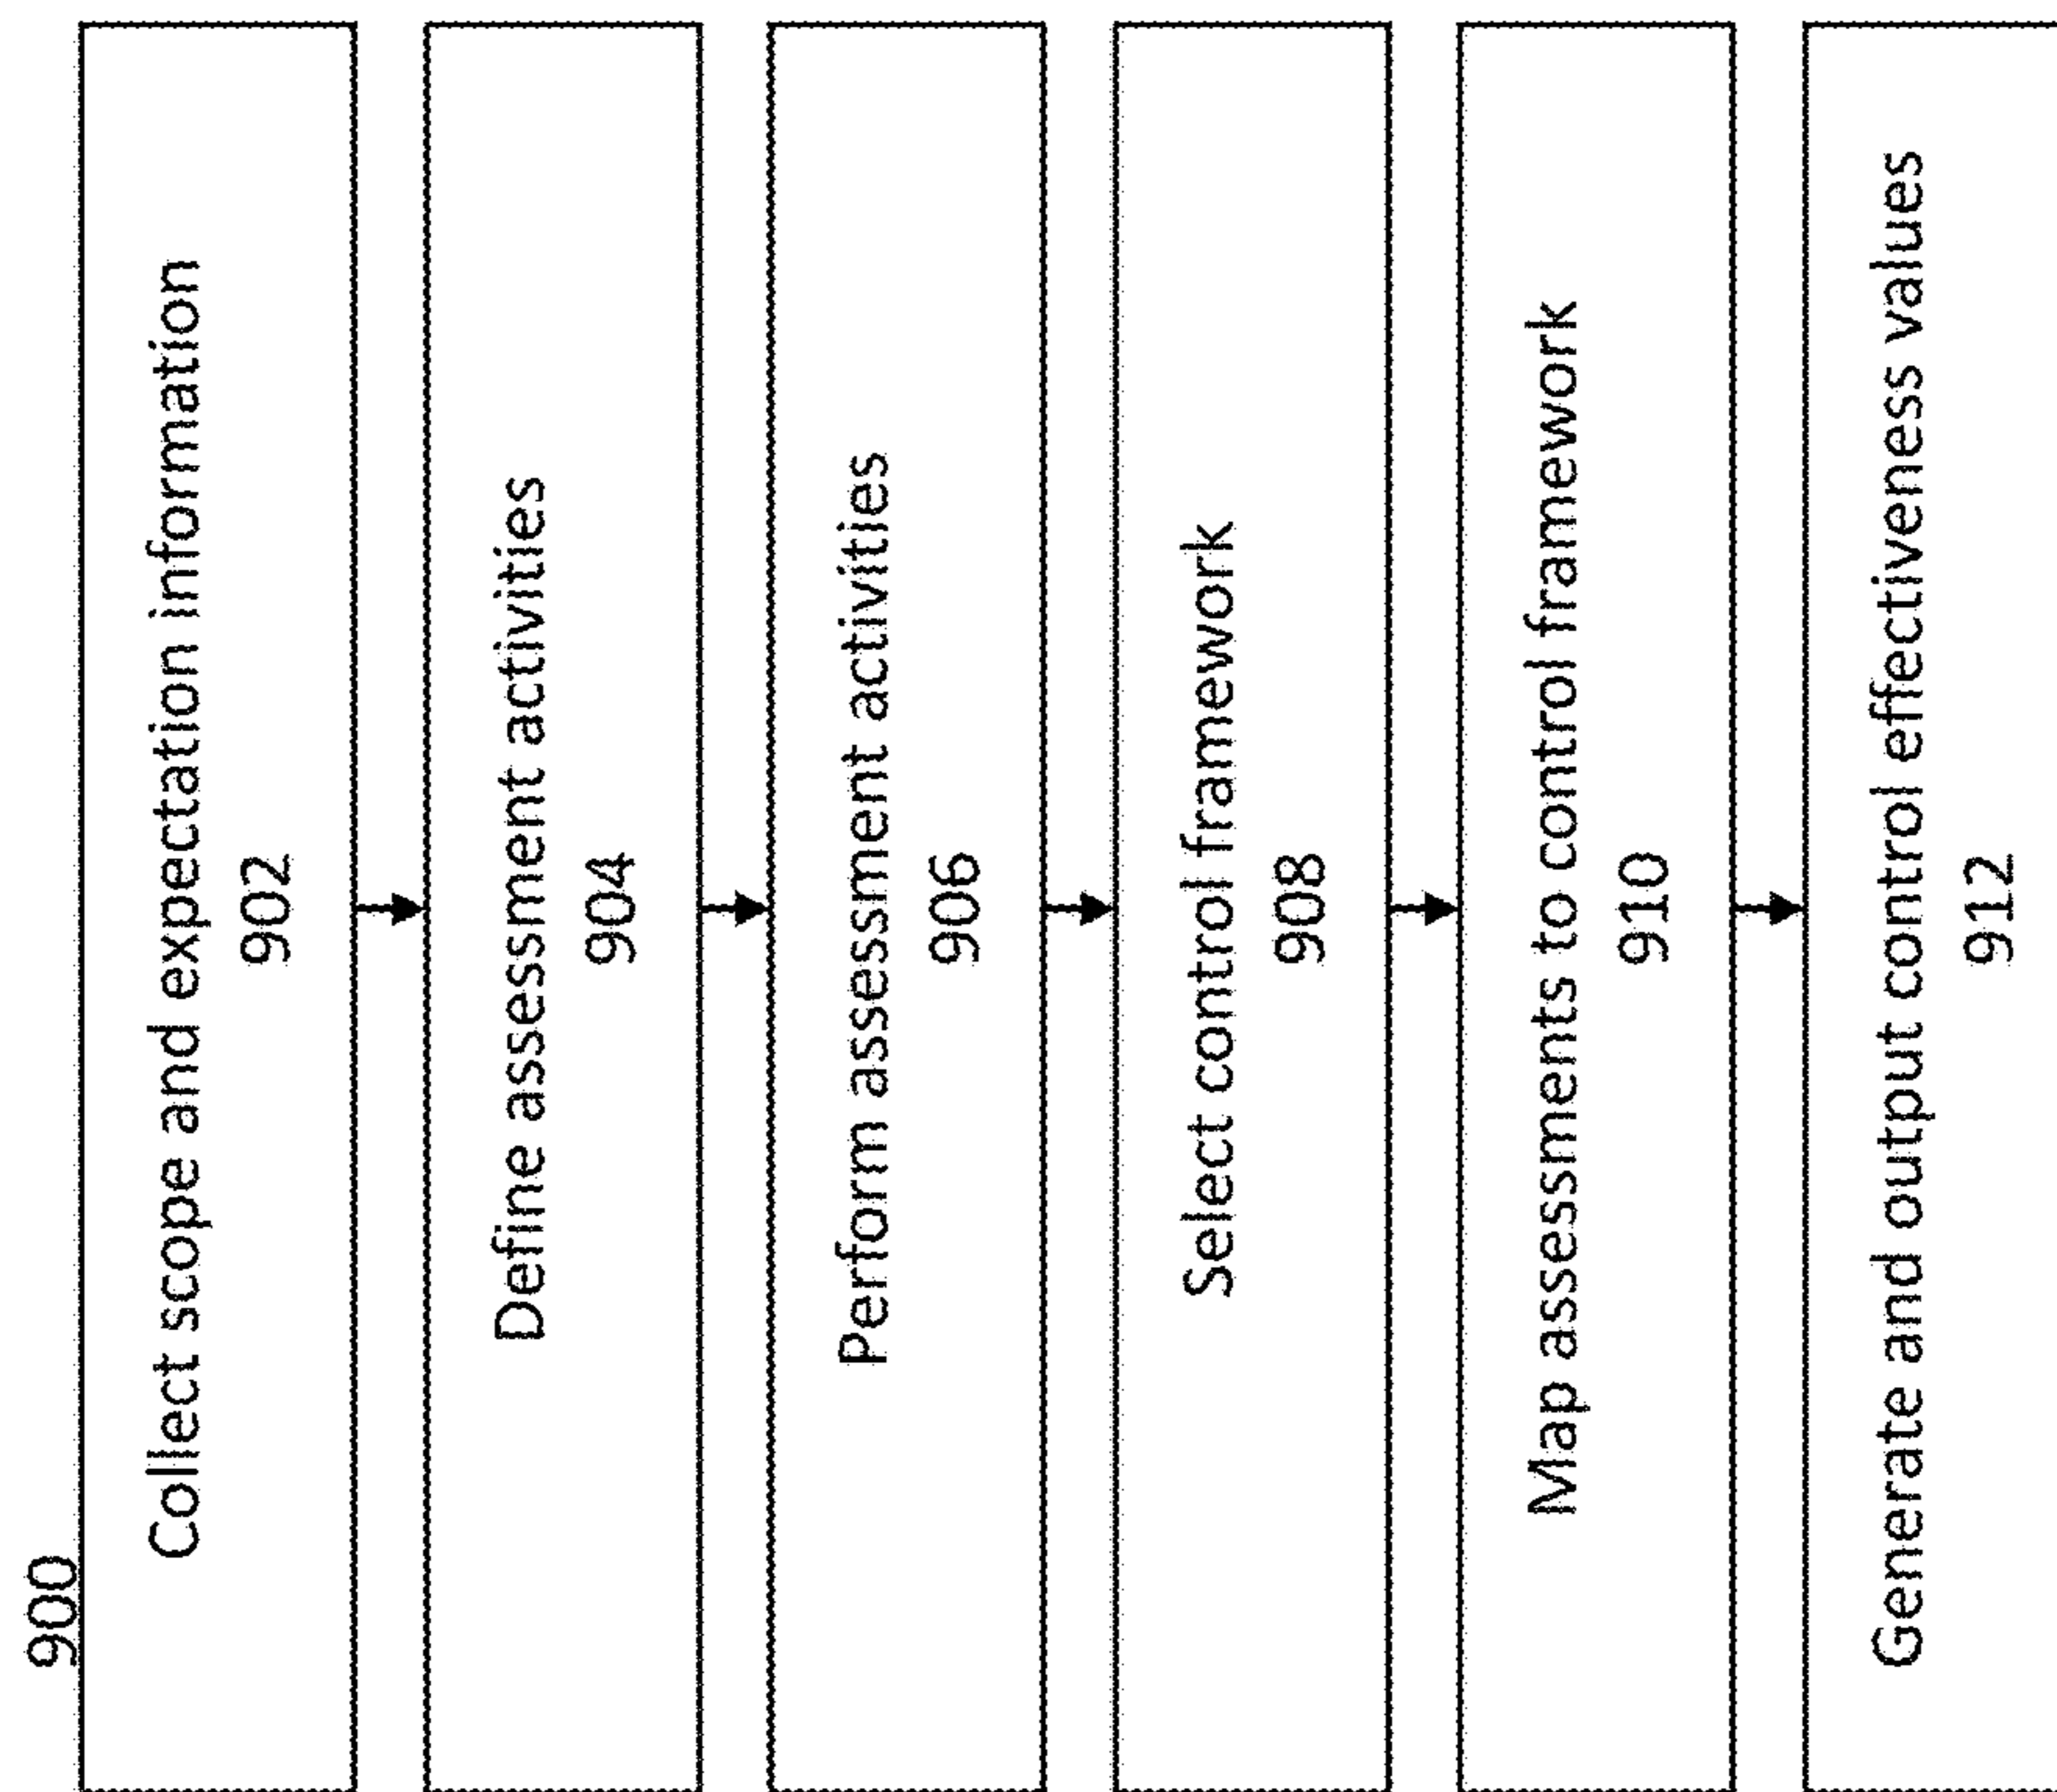 900
Collect scope and expectation information
902
Define assessment activities
904
Perform assessment activities
906
Select control framework
908
Map assessments to control framework
910
Generate and output control effectiveness values
912